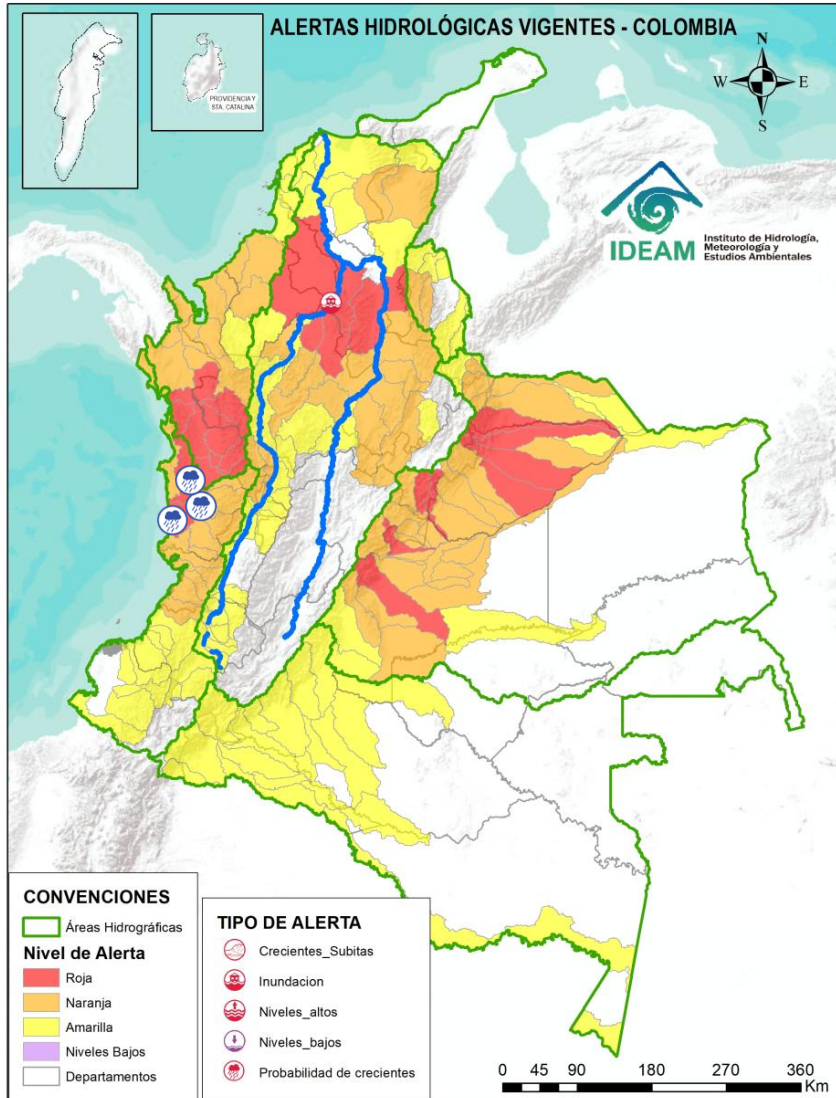 ALERTAS HIDROLÓGICAS VIGENTES - COLOMBIA
PROVIDENCIA Y
STA. CATALINA
N
W
E
S
IDEAM
Instituto de Hidrología,
Meteorología y
Estudios Ambientales
CONVENCIONES
Áreas Hidrográficas
Nivel de Alerta
Roja
Naranja
Amarilla
Niveles Bajos
Departamentos
TIPO DE ALERTA
Crecientes_Subitas
Inundacion
Niveles_altos
Niveles_bajos
Probabilidad de crecientes
0 45 90 180 270 360
Km